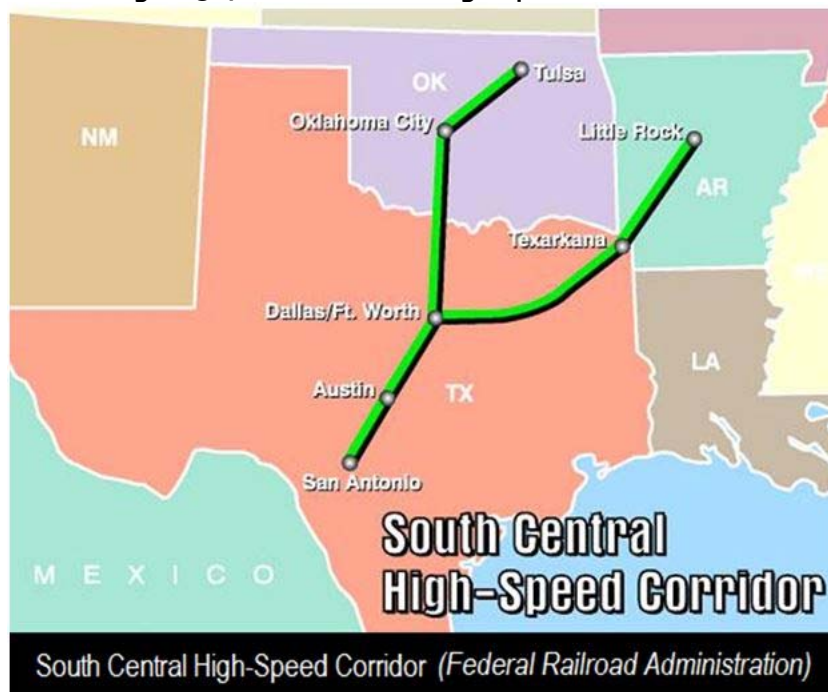 OK
Tulsa
Oklahoma City
NM
Little Rock
AR
Texarkana
Dallas/Ft. Worth
LA
Austin
TX
San Antonio
South Central
High-Speed Corridor
MEXICO
South Central High-Speed Corridor (Federal Railroad Administration)